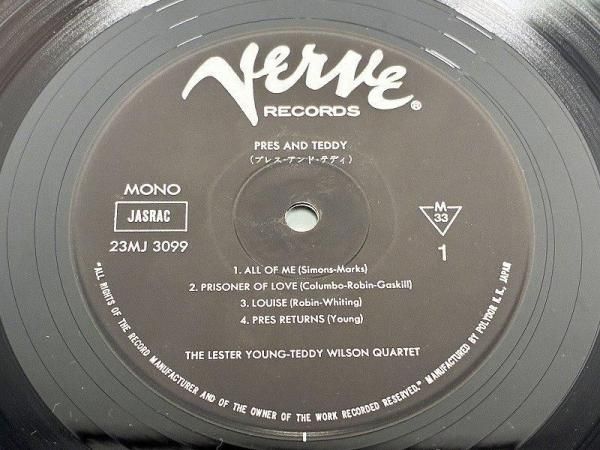 Verve®
RECORDS
PRES AND TEDDY
(プレス・アンド・テディ)
MONO
JASRAC
23MJ 3099
M
33
1
1. ALL OF ME (Simons-Marks)
2. PRISONER OF LOVE (Columbo-Robin-Gaskill)
3. LOUISE (Robin-Whiting)
4. PRES RETURNS (Young)
THE LESTER YOUNG-TEDDY WILSON QUARTET
"ALL RIGHTS OF THE RECORD MANUFACTURER AND OF THE OWNER OF THE WORK RECORDED RESERVED." MANUFACTURED BY POLYDOR K.K., JAPAN